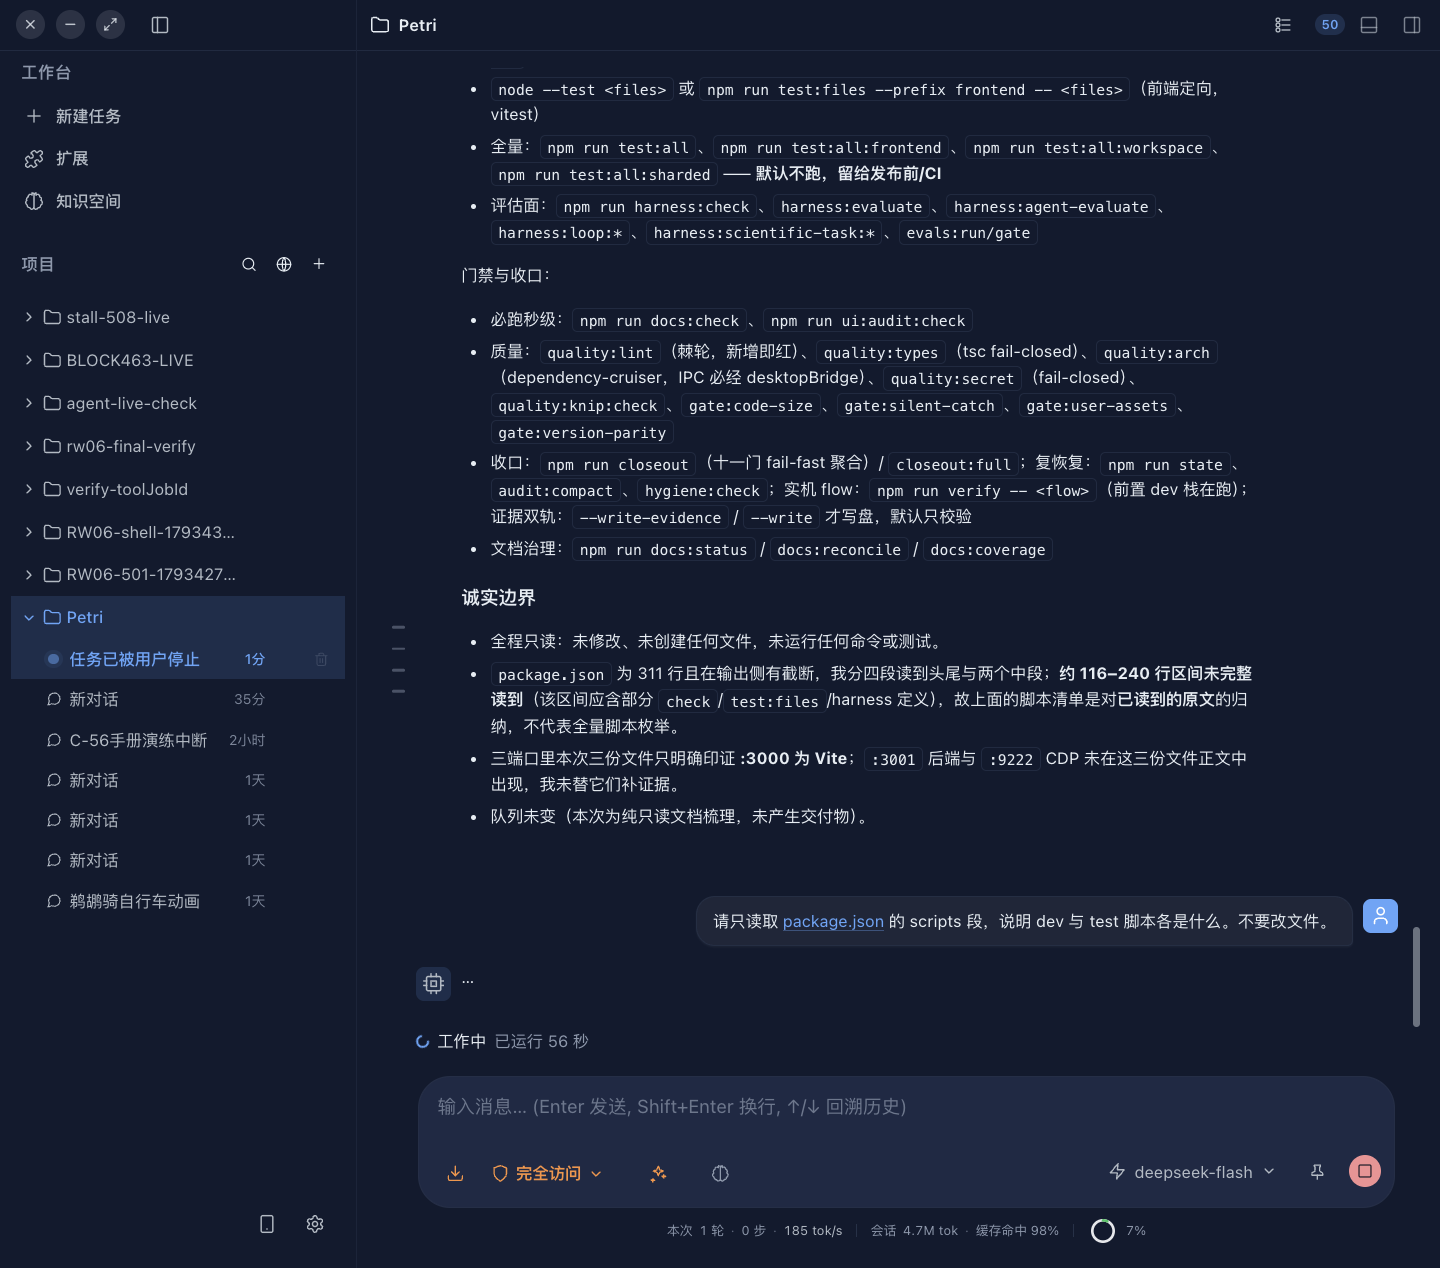 Petri
50
工作台
新建任务
扩展
知识空间
项目
stall-508-live
BLOCK463-LIVE
agent-live-check
rw06-final-verify
verify-toolJobId
RW06-shell-179343...
RW06-501-1793427...
Petri
任务已被用户停止 1分
新对话 35分
C-56手册演练中断 2小时
新对话 1天
新对话 1天
新对话 1天
鹈鹕骑自行车动画 1天
• node --test <files> 或 npm run test:files --prefix frontend -- <files>（前端定向，
vitest）
• 全量：npm run test:all、npm run test:all:frontend、npm run test:all:workspace、
npm run test:all:sharded —— 默认不跑，留给发布前/CI
• 评估面：npm run harness:check、harness:evaluate、harness:agent-evaluate、
harness:loop:*、harness:scientific-task:*、evals:run/gate
门禁与收口：
• 必跑秒级：npm run docs:check、npm run ui:audit:check
• 质量：quality:lint（棘轮，新增即红）、quality:types（tsc fail-closed）、quality:arch
（dependency-cruiser，IPC 必经 desktopBridge）、quality:secret（fail-closed）、
quality:knip:check、gate:code-size、gate:silent-catch、gate:user-assets、
gate:version-parity
• 收口：npm run closeout（十一门 fail-fast 聚合）/ closeout:full；复恢复：npm run state、
audit:compact、hygiene:check；实机 flow：npm run verify -- <flow>（前置 dev 栈在跑）；
证据双轨：--write-evidence / --write 才写盘，默认只校验
• 文档治理：npm run docs:status / docs:reconcile / docs:coverage
诚实边界
• 全程只读：未修改、未创建任何文件，未运行任何命令或测试。
• package.json 为 311 行且在输出侧有截断，我分四段读到头尾与两个中段；约 116–240 行区间未完整
读到（该区间应含部分 check/test:files/harness 定义），故上面的脚本清单是对已读到的原文的归
纳，不代表全量脚本枚举。
• 三端口里本次三份文件只明确印证 :3000 为 Vite；:3001 后端与 :9222 CDP 未在这三份文件正文中
出现，我未替它们补证据。
• 队列未变（本次为纯只读文档梳理，未产生交付物）。
请只读取 package.json 的 scripts 段，说明 dev 与 test 脚本各是什么。不要改文件。
...
工作中 已运行 56 秒
输入消息... (Enter 发送, Shift+Enter 换行, ↑/↓ 回溯历史)
完全访问
deepseek-flash
本次 1 轮 · 0 步 · 185 tok/s | 会话 4.7M tok · 缓存命中 98% | 7%